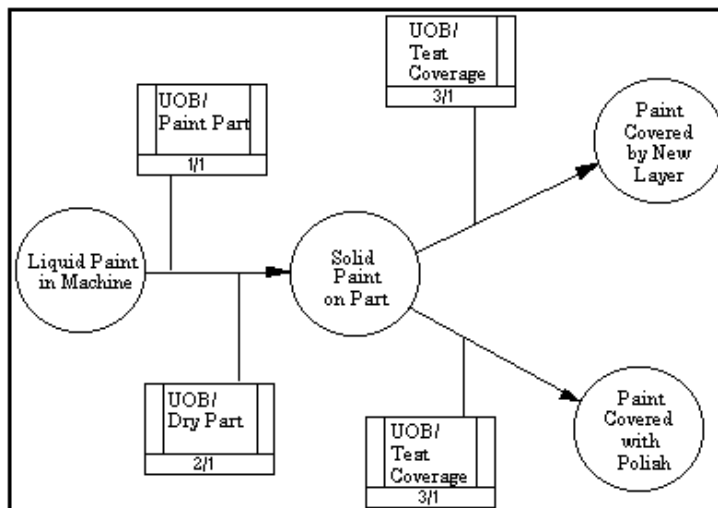 UOB/
Test
Coverage
3/1
UOB/
Paint Part
1/1
Paint
Covered
by New
Layer
Liquid Paint
in Machine
Solid
Paint
on Part
UOB/
Dry Part
2/1
UOB/
Test
Coverage
3/1
Paint
Covered
with
Polish